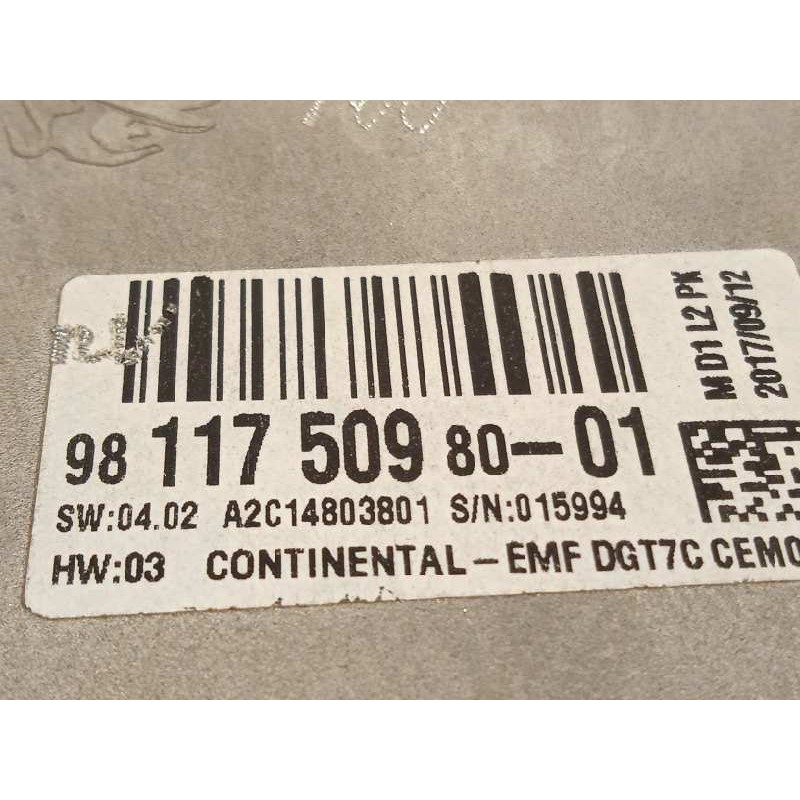 98 117 509 80-01
SW:04.02 A2C14803801 S/N:015994
HW:03 CONTINENTAL-EMF DGT7C CEMO
M D1 L2 PK
2017/09/12